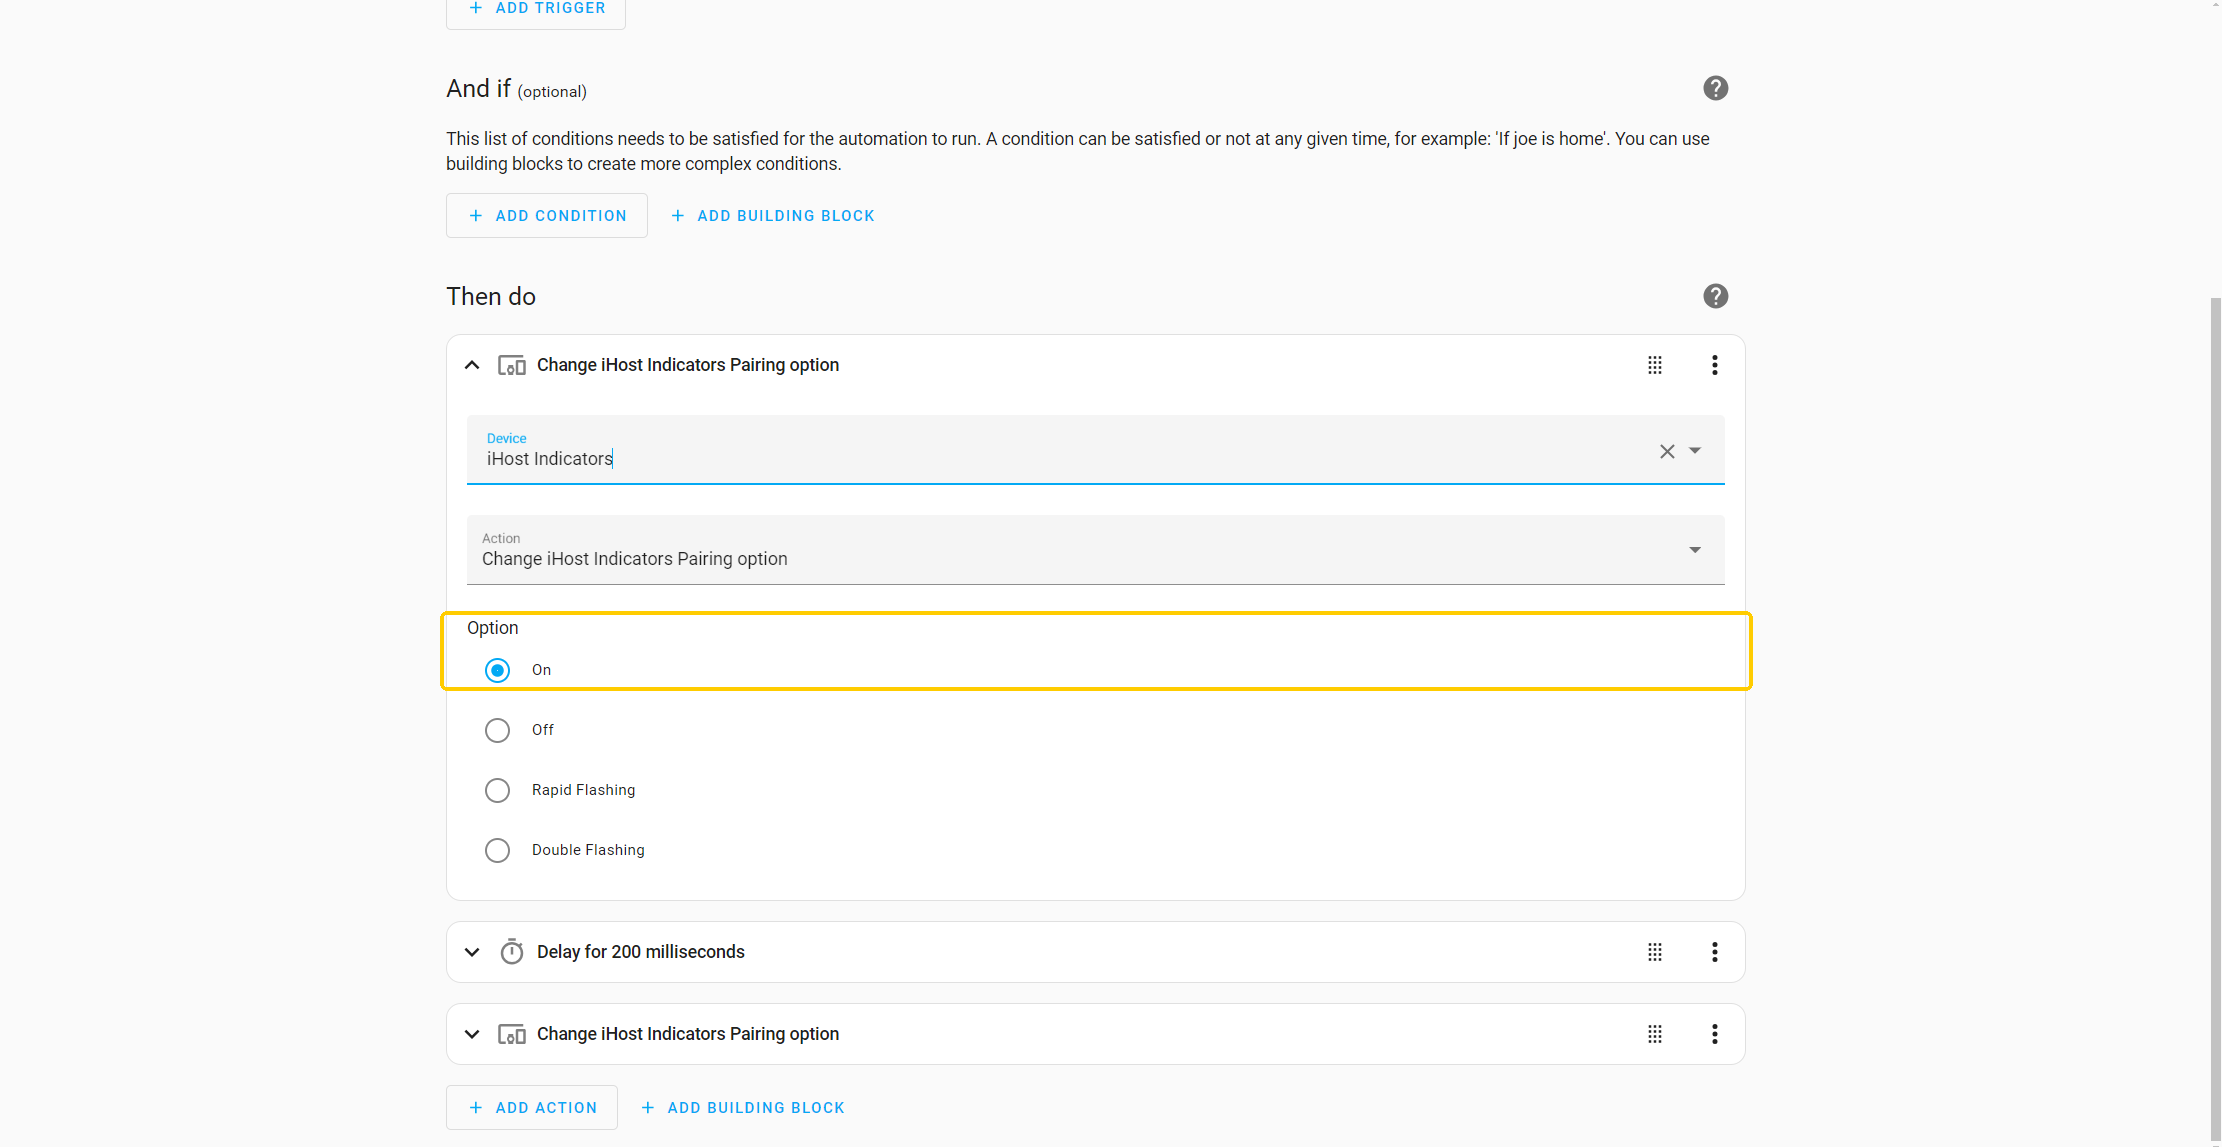 ADD TRIGGER
And if (optional)
This list of conditions needs to be satisfied for the automation to run. A condition can be satisfied or not at any given time, for example: 'If joe is home'. You can use
building blocks to create more complex conditions.
ADD CONDITION
ADD BUILDING BLOCK
Then do
Change iHost Indicators Pairing option
Device
iHost Indicators
Action
Change iHost Indicators Pairing option
Option
On
Off
Rapid Flashing
Double Flashing
Delay for 200 milliseconds
Change iHost Indicators Pairing option
ADD ACTION
ADD BUILDING BLOCK